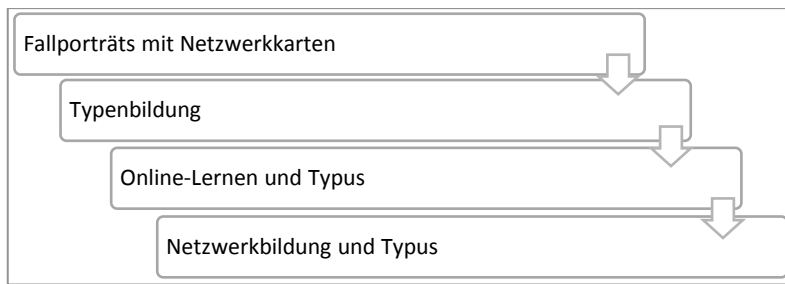 Fallporträts mit Netzwerkkarten
Typenbildung
Online-Lernen und Typus
Netzwerkbildung und Typus